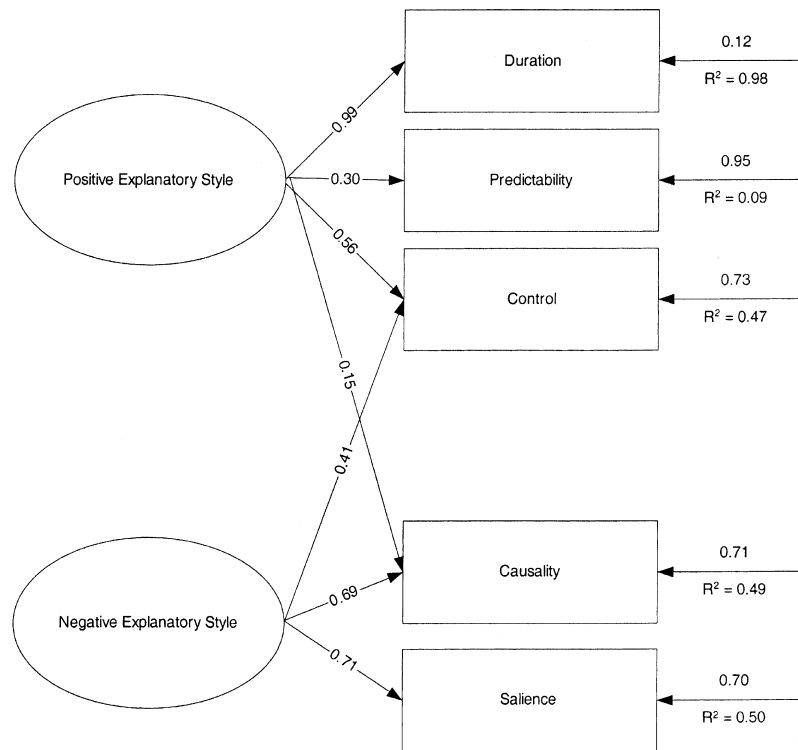 0.12
Duration
R² = 0.98
0.99
0.95
Positive Explanatory Style
0.30
Predictability
R² = 0.09
0.56
0.73
Control
R² = 0.47
0.15
0.41
0.71
Causality
R² = 0.49
0.69
Negative Explanatory Style
0.71
0.70
Salience
R² = 0.50